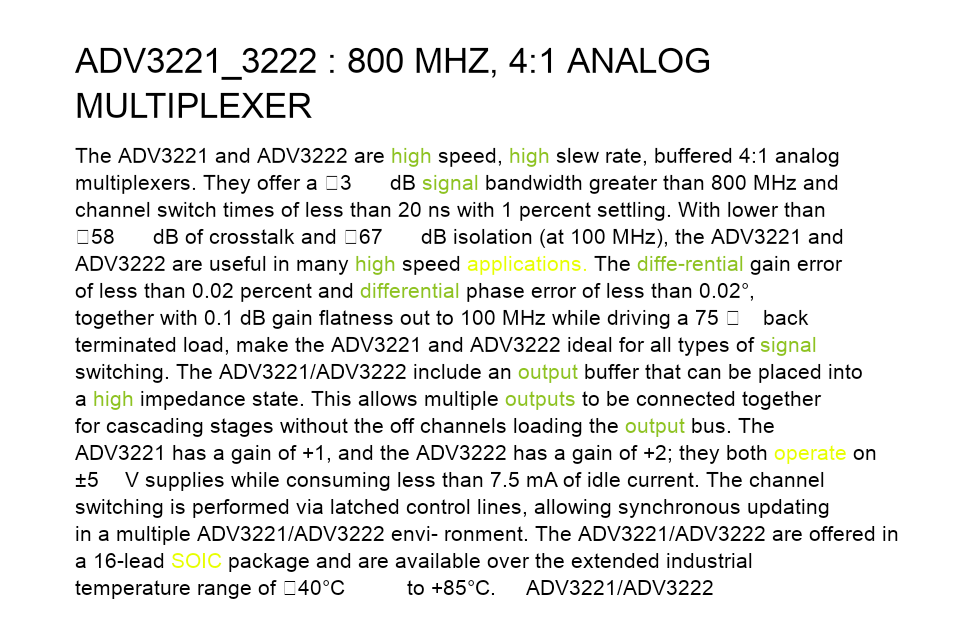 ADV3221_3222 : 800 MHZ, 4:1 ANALOG
MULTIPLEXER
The ADV3221 and ADV3222 are high speed, high slew rate, buffered 4:1 analog
multiplexers. They offer a □3 dB signal bandwidth greater than 800 MHz and
channel switch times of less than 20 ns with 1 percent settling. With lower than
□58 dB of crosstalk and □67 dB isolation (at 100 MHz), the ADV3221 and
ADV3222 are useful in many high speed applications. The diffe-rential gain error
of less than 0.02 percent and differential phase error of less than 0.02°,
together with 0.1 dB gain flatness out to 100 MHz while driving a 75 □ back
terminated load, make the ADV3221 and ADV3222 ideal for all types of signal
switching. The ADV3221/ADV3222 include an output buffer that can be placed into
a high impedance state. This allows multiple outputs to be connected together
for cascading stages without the off channels loading the output bus. The
ADV3221 has a gain of +1, and the ADV3222 has a gain of +2; they both operate on
±5 V supplies while consuming less than 7.5 mA of idle current. The channel
switching is performed via latched control lines, allowing synchronous updating
in a multiple ADV3221/ADV3222 envi- ronment. The ADV3221/ADV3222 are offered in
a 16-lead SOIC package and are available over the extended industrial
temperature range of □40°C to +85°C. ADV3221/ADV3222